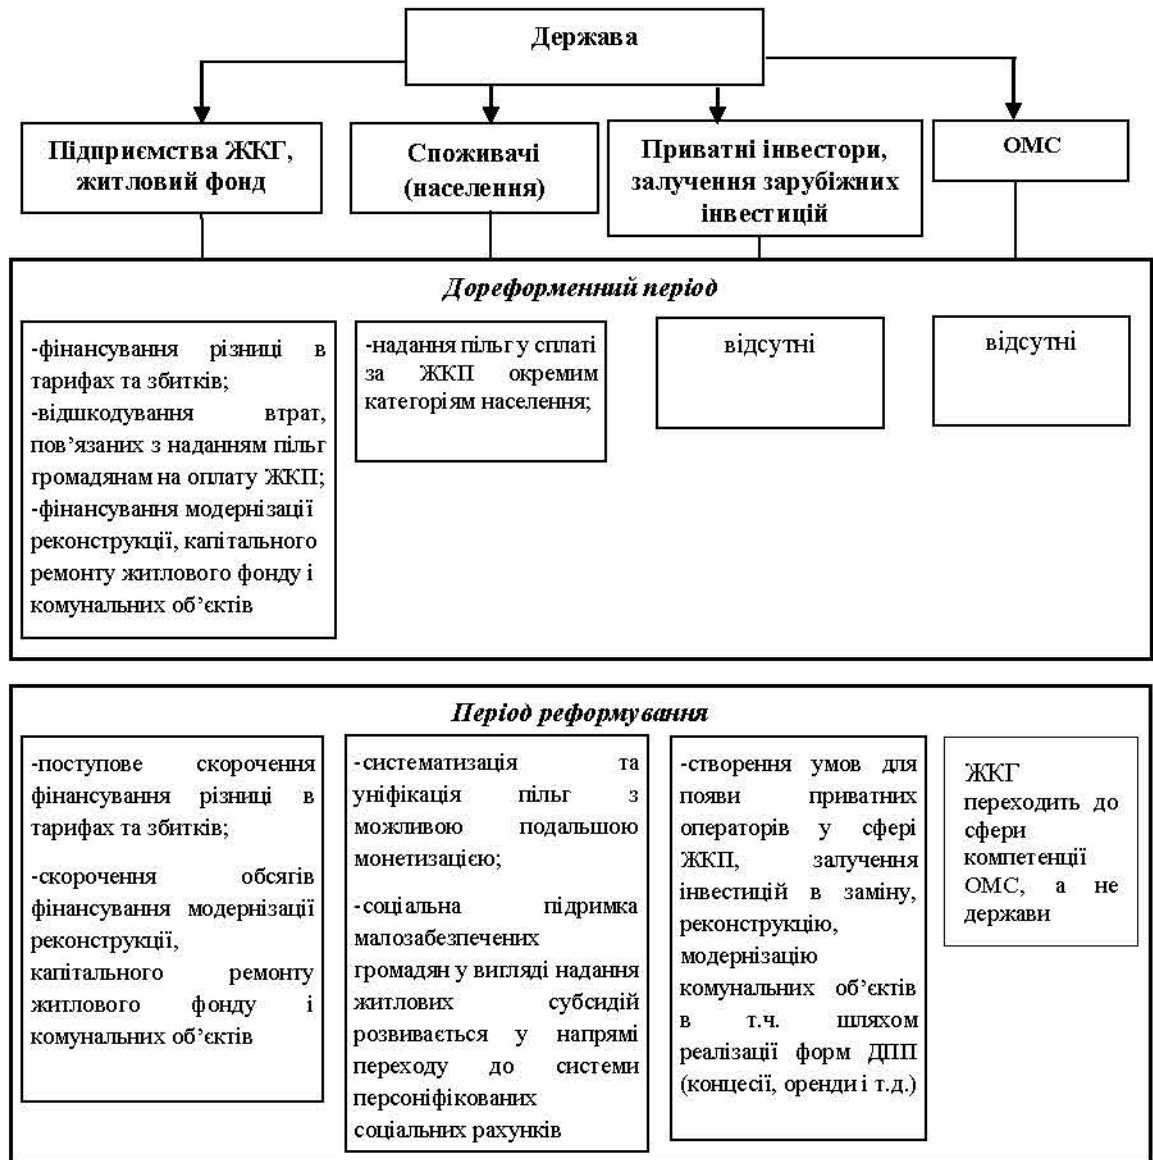 Держава
Підприємства ЖКГ,
житловий фонд
Споживачі
(населення)
Приватні інвестори,
залучення зарубіжних
інвестицій
ОМС
Дореформенний період
-фінансування різниці в
тарифах та збитків;
-відшкодування втрат,
пов’язаних з наданням пільг
громадянам на оплату ЖКП;
-фінансування модернізації
реконструкції, капітального
ремонту житлового фонду і
комунальних об’єктів
-надання пільг у сплаті
за ЖКП окремим
категоріям населення;
відсутні
відсутні
Період реформування
-поступове скорочення
фінансування різниці в
тарифах та збитків;
-скорочення обсягів
фінансування модернізації
реконструкції,
капітального ремонту
житлового фонду і
комунальних об’єктів
-систематизація та
уніфікація пільг з
можливою подальшою
монетизацією;
-соціальна підримка
малозабезпечених
громадян у вигляді надання
житлових субсидій
розвивається у напрямі
переходу до системи
персоніфікованих
соціальних рахунків
-створення умов для
появи приватних
операторів у сфері
ЖКП, залучення
інвестицій в заміну,
реконструкцію,
модернізацію
комунальних об’єктів
в т.ч. шляхом
реалізації форм ДПП
(концесії, оренди і т.д.)
ЖКГ
переходить до
сфери
компетенції
ОМС, а не
держави